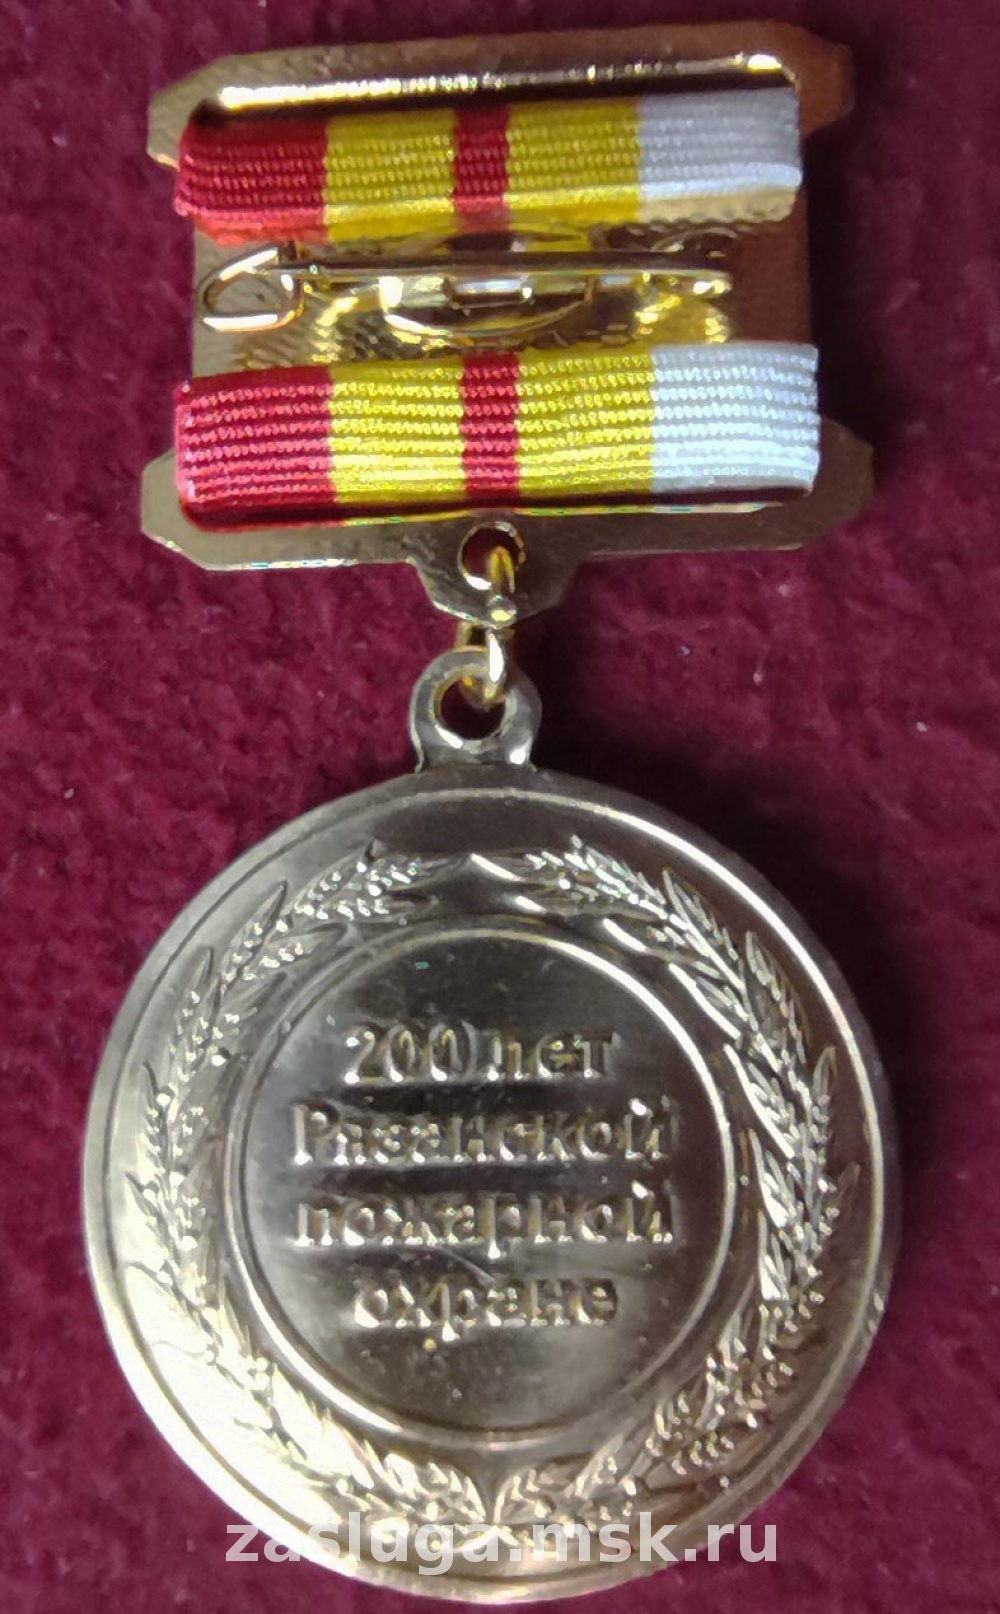 200 лет
Рязанской
пожарной
охране
zasluga.msk.ru